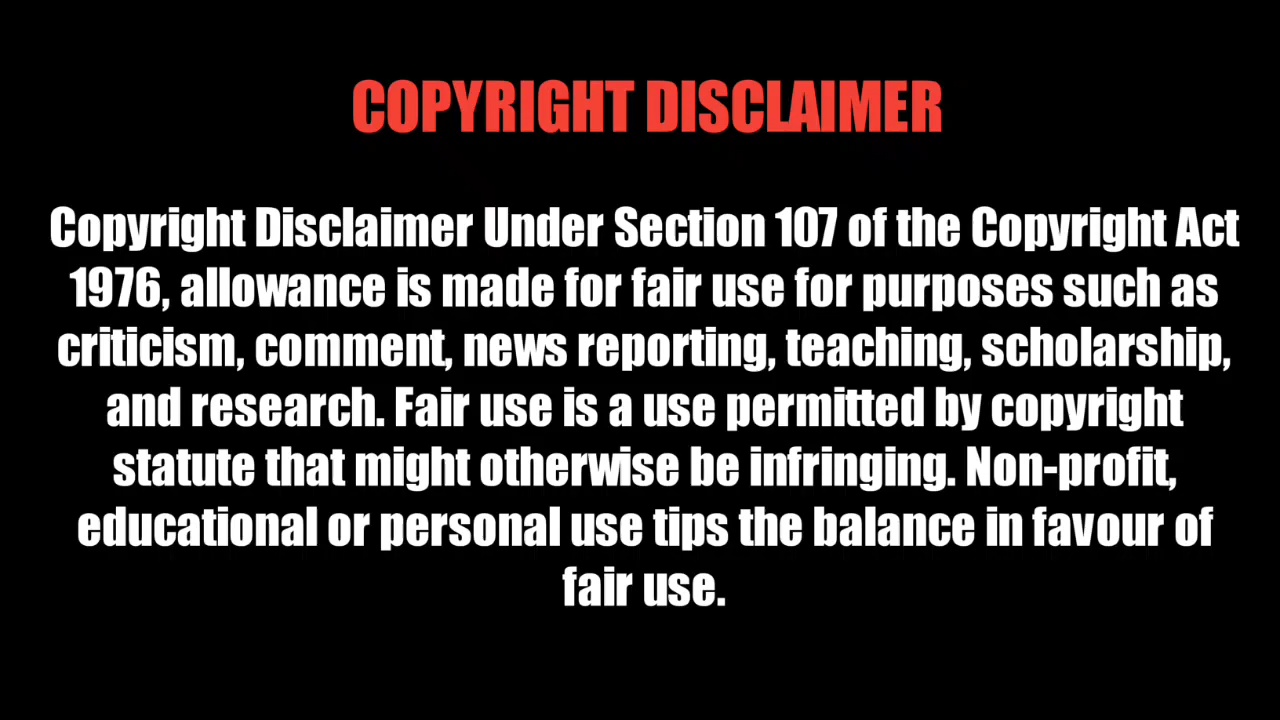 COPYRIGHT DISCLAIMER
Copyright Disclaimer Under Section 107 of the Copyright Act
1976, allowance is made for fair use for purposes such as
criticism, comment, news reporting, teaching, scholarship,
and research. Fair use is a use permitted by copyright
statute that might otherwise be infringing. Non-profit,
educational or personal use tips the balance in favour of
fair use.